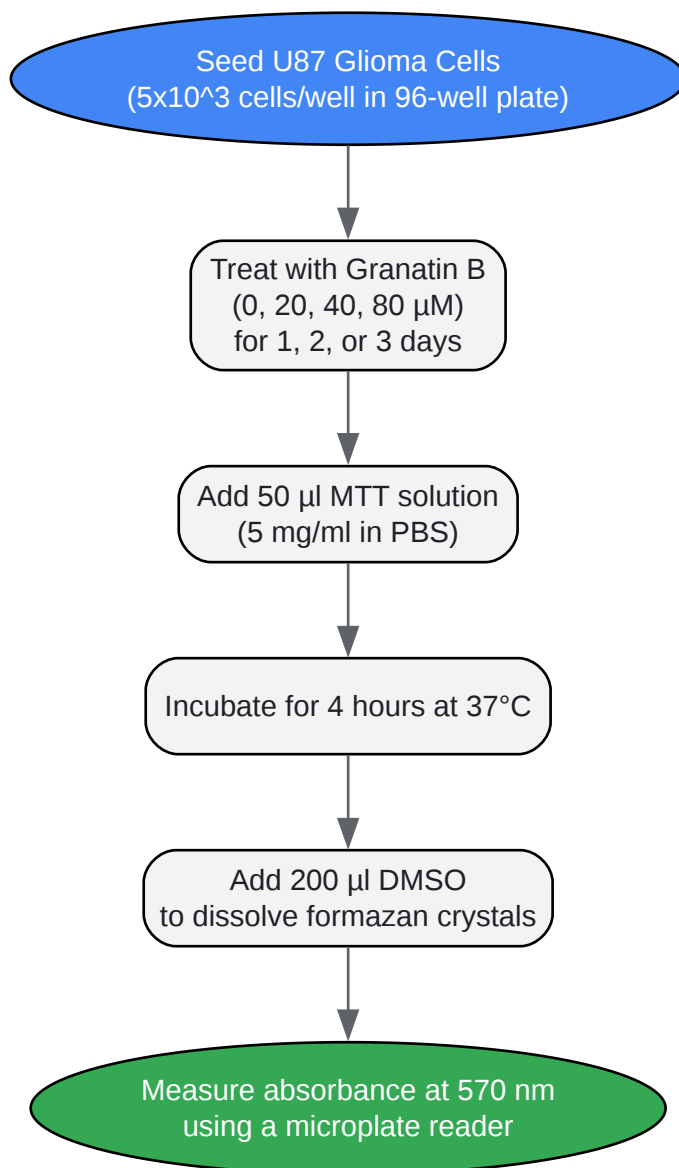 Seed U87 Glioma Cells
(5x10^3 cells/well in 96-well plate)
Treat with Granatin B
(0, 20, 40, 80 µM)
for 1, 2, or 3 days
Add 50 µl MTT solution
(5 mg/ml in PBS)
Incubate for 4 hours at 37°C
Add 200 µl DMSO
to dissolve formazan crystals
Measure absorbance at 570 nm
using a microplate reader